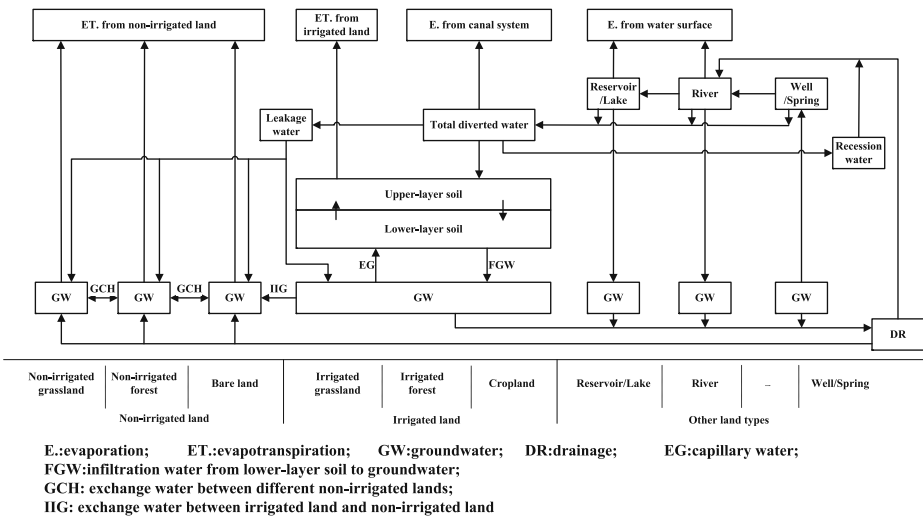 ET. from non-irrigated land
ET. from
irrigated land
E. from canal system
E. from water surface
Reservoir
/Lake
River
Well
/Spring
Leakage
water
Total diverted water
Recession
water
Upper-layer soil
Lower-layer soil
EG
FGW
GW
GCH
GW
GCH
GW
IIG
GW
GW
GW
GW
DR
Non-irrigated
grassland
Non-irrigated
forest
Bare land
Irrigated
grassland
Irrigated
forest
Cropland
Reservoir/Lake
River
–
Well/Spring
Non-irrigated land
Irrigated land
Other land types
E.:evaporation; ET.:evapotranspiration; GW:groundwater; DR:drainage; EG:capillary water;
FGW:infiltration water from lower-layer soil to groundwater;
GCH: exchange water between different non-irrigated lands;
IIG: exchange water between irrigated land and non-irrigated land